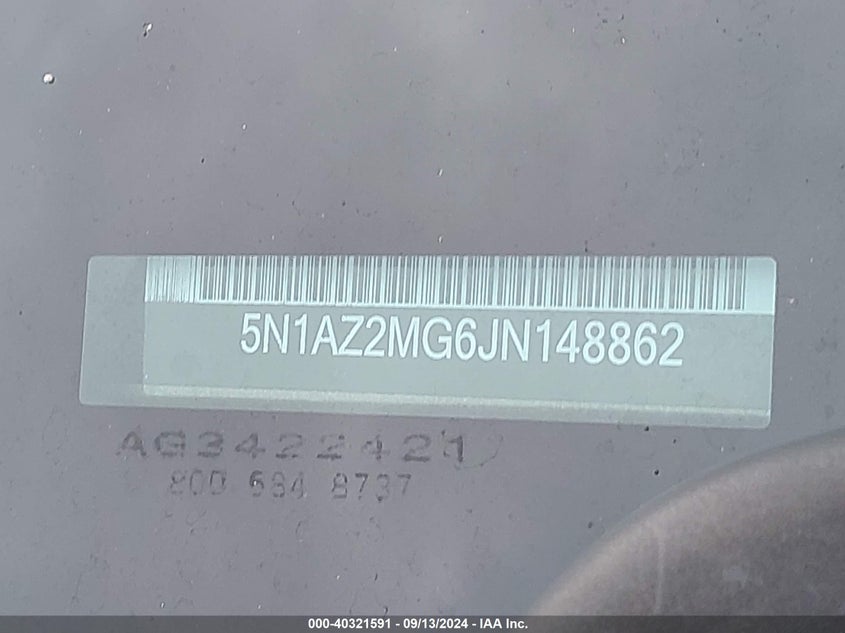 5N1AZ2MG6JN148862
AG3422421
800 684 8737
000-40321591 - 09/13/2024 - IAA Inc.